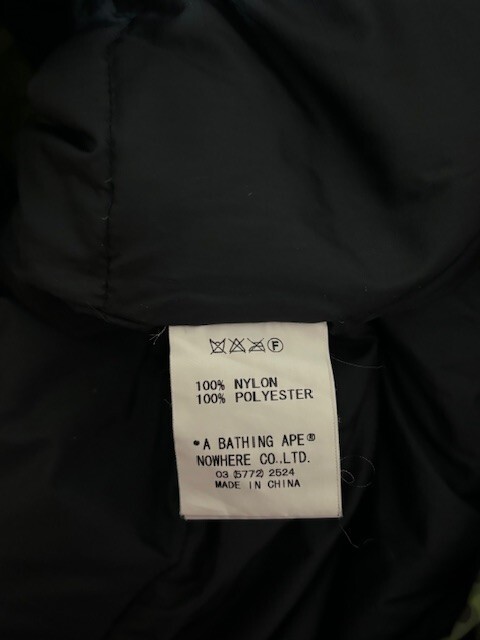 F
100% NYLON
100% POLYESTER
*A BATHING APE®
NOWHERE CO.,LTD.
03 (5772) 2524
MADE IN CHINA